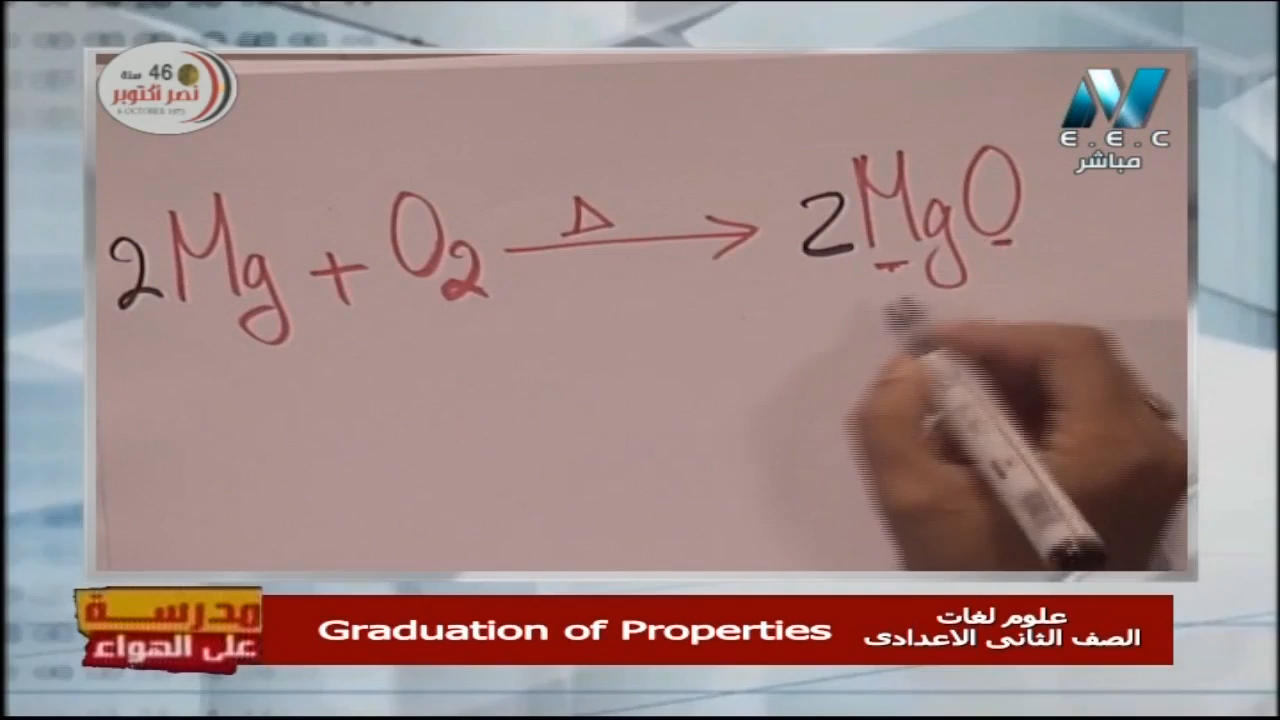 46 سنة
نصر أكتوبر
6 OCTOBER 1973
E . E . C
مباشر
2Mg + O2 —Δ→ 2MgO
مدرسة
على الهواء
Graduation of Properties
علوم لغات
الصف الثانى الاعدادى